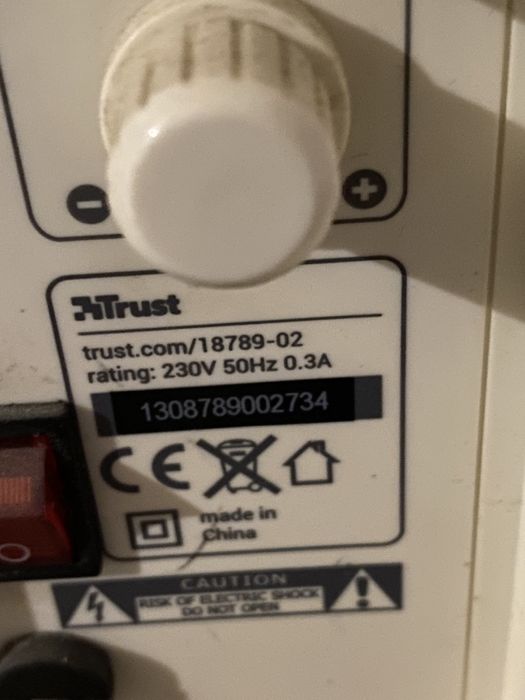 Trust
trust.com/18789-02
rating: 230V 50Hz 0.3A
1308789002734
CE
made in
China
CAUTION
RISK OF ELECTRIC SHOCK
DO NOT OPEN